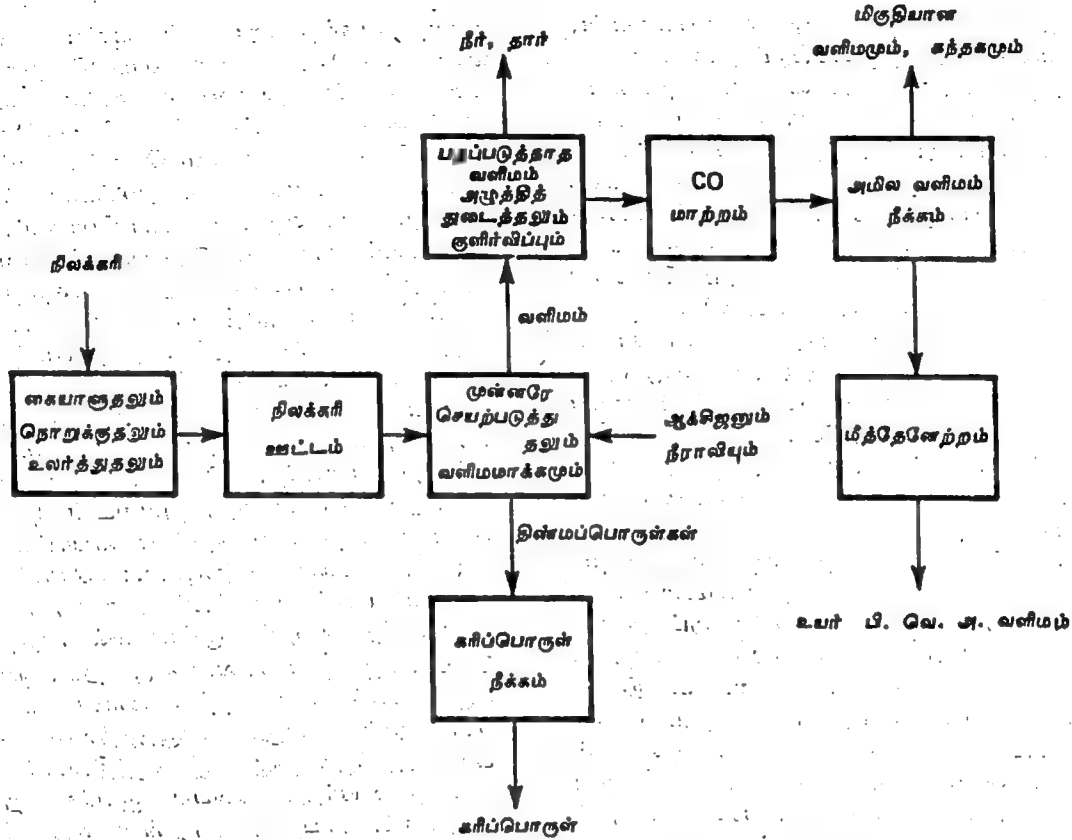 மிகுதியான
வளிமமும், கந்தகமும்
நீர், தார்
வளிமம்
அழுத்தித்
துடைத்தலும்
குளிர்விப்பும்
CO
மாற்றம்
அமில வளிமம்
நீக்கம்
நிலக்கரி
வளிமம்
கையாளுதலும்
நொறுக்குதலும்
உலர்த்துதலும்
நிலக்கரி
ஊட்டம்
முன்னரே
செயற்படுத்து
தலும்
வளிமமாக்கமும்
ஆக்சிஜனும்
நீராவியும்
மீத்தேனேற்றம்
திண்மப்பொருள்கள்
கரிப்பொருள்
நீக்கம்
உயர் பி. வெ. அ. வளிமம்
கரிப்பொருள்